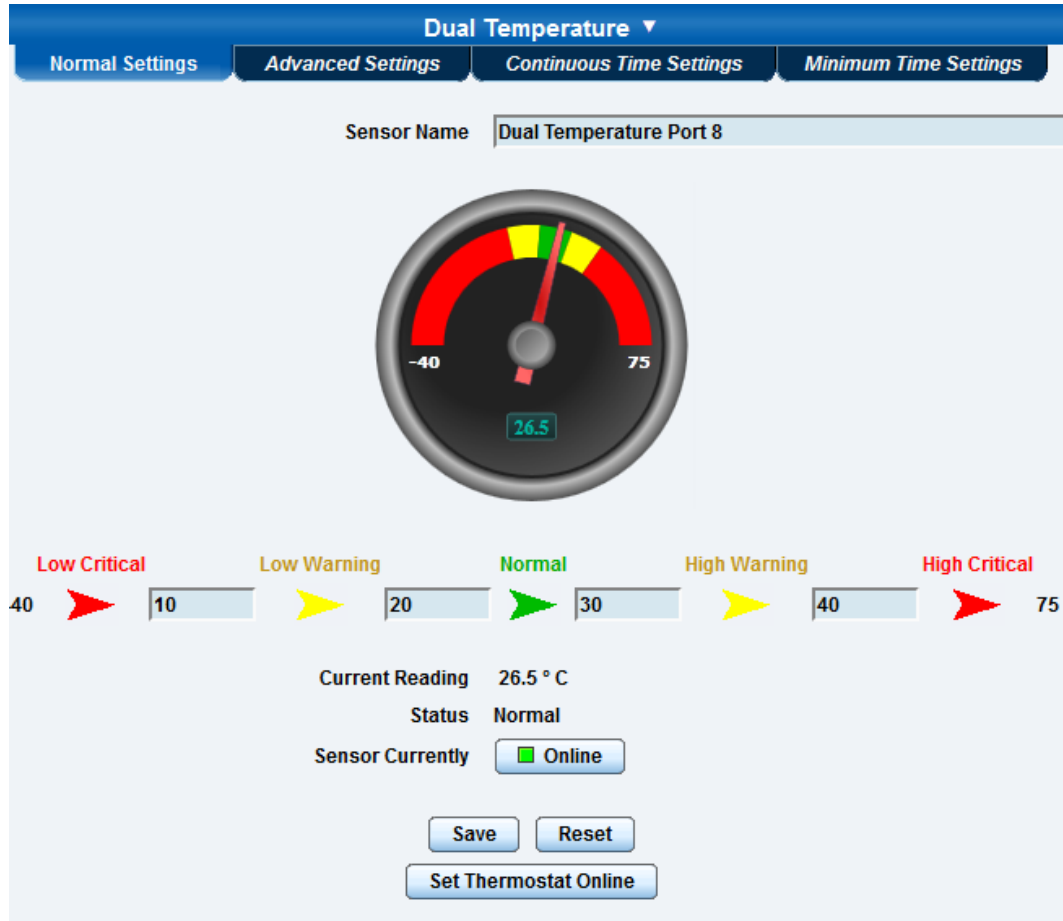 Dual Temperature ▼
Normal Settings Advanced Settings Continuous Time Settings Minimum Time Settings
Sensor Name Dual Temperature Port 8
-40 75
26.5
Low Critical Low Warning Normal High Warning High Critical
-40 10 20 30 40 75
Current Reading 26.5 ° C
Status Normal
Sensor Currently Online
Save Reset
Set Thermostat Online